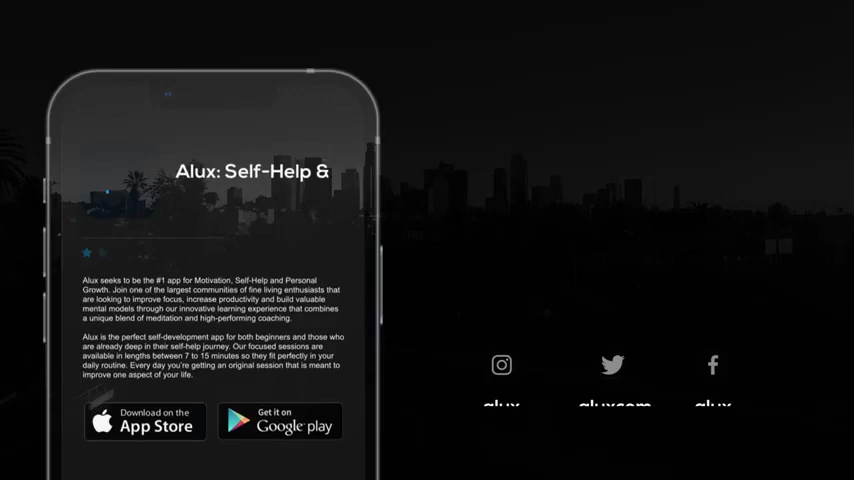 Alux: Self-Help &
Alux seeks to be the #1 app for Motivation, Self-Help and Personal
Growth. Join one of the largest communities of fine living enthusiasts that
are looking to improve focus, increase productivity and build valuable
mental models through our innovative learning experience that combines
a unique blend of meditation and high-performing coaching.
Alux is the perfect self-development app for both beginners and those who
are already deep in their self-help journey. Our focused sessions are
available in lengths between 7 to 15 minutes so they fit perfectly in your
daily routine. Every day you're getting an original session that is meant to
improve one aspect of your life.
Download on the
App Store
Get it on
Google play
alux
aluxcom
alux